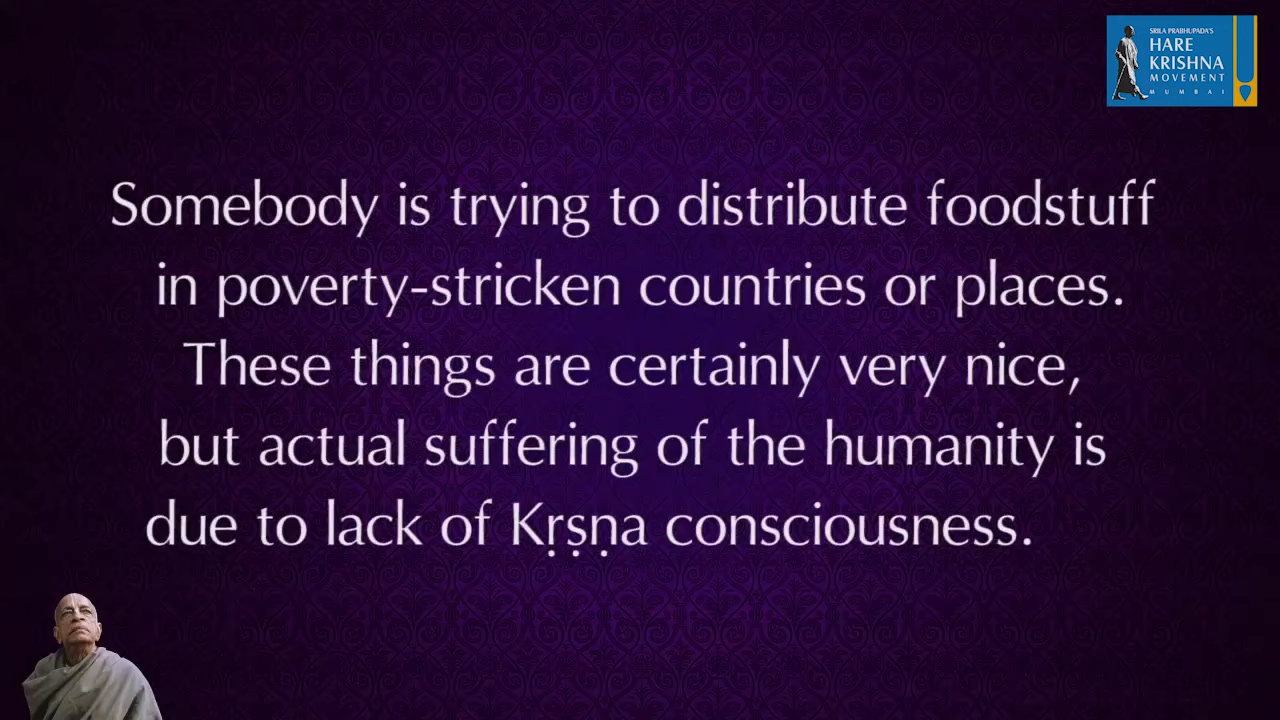 SRILA PRABHUPADA'S
HARE
KRISHNA
MOVEMENT
MUMBAI
Somebody is trying to distribute foodstuff
in poverty-stricken countries or places.
These things are certainly very nice,
but actual suffering of the humanity is
due to lack of Kṛṣṇa consciousness.